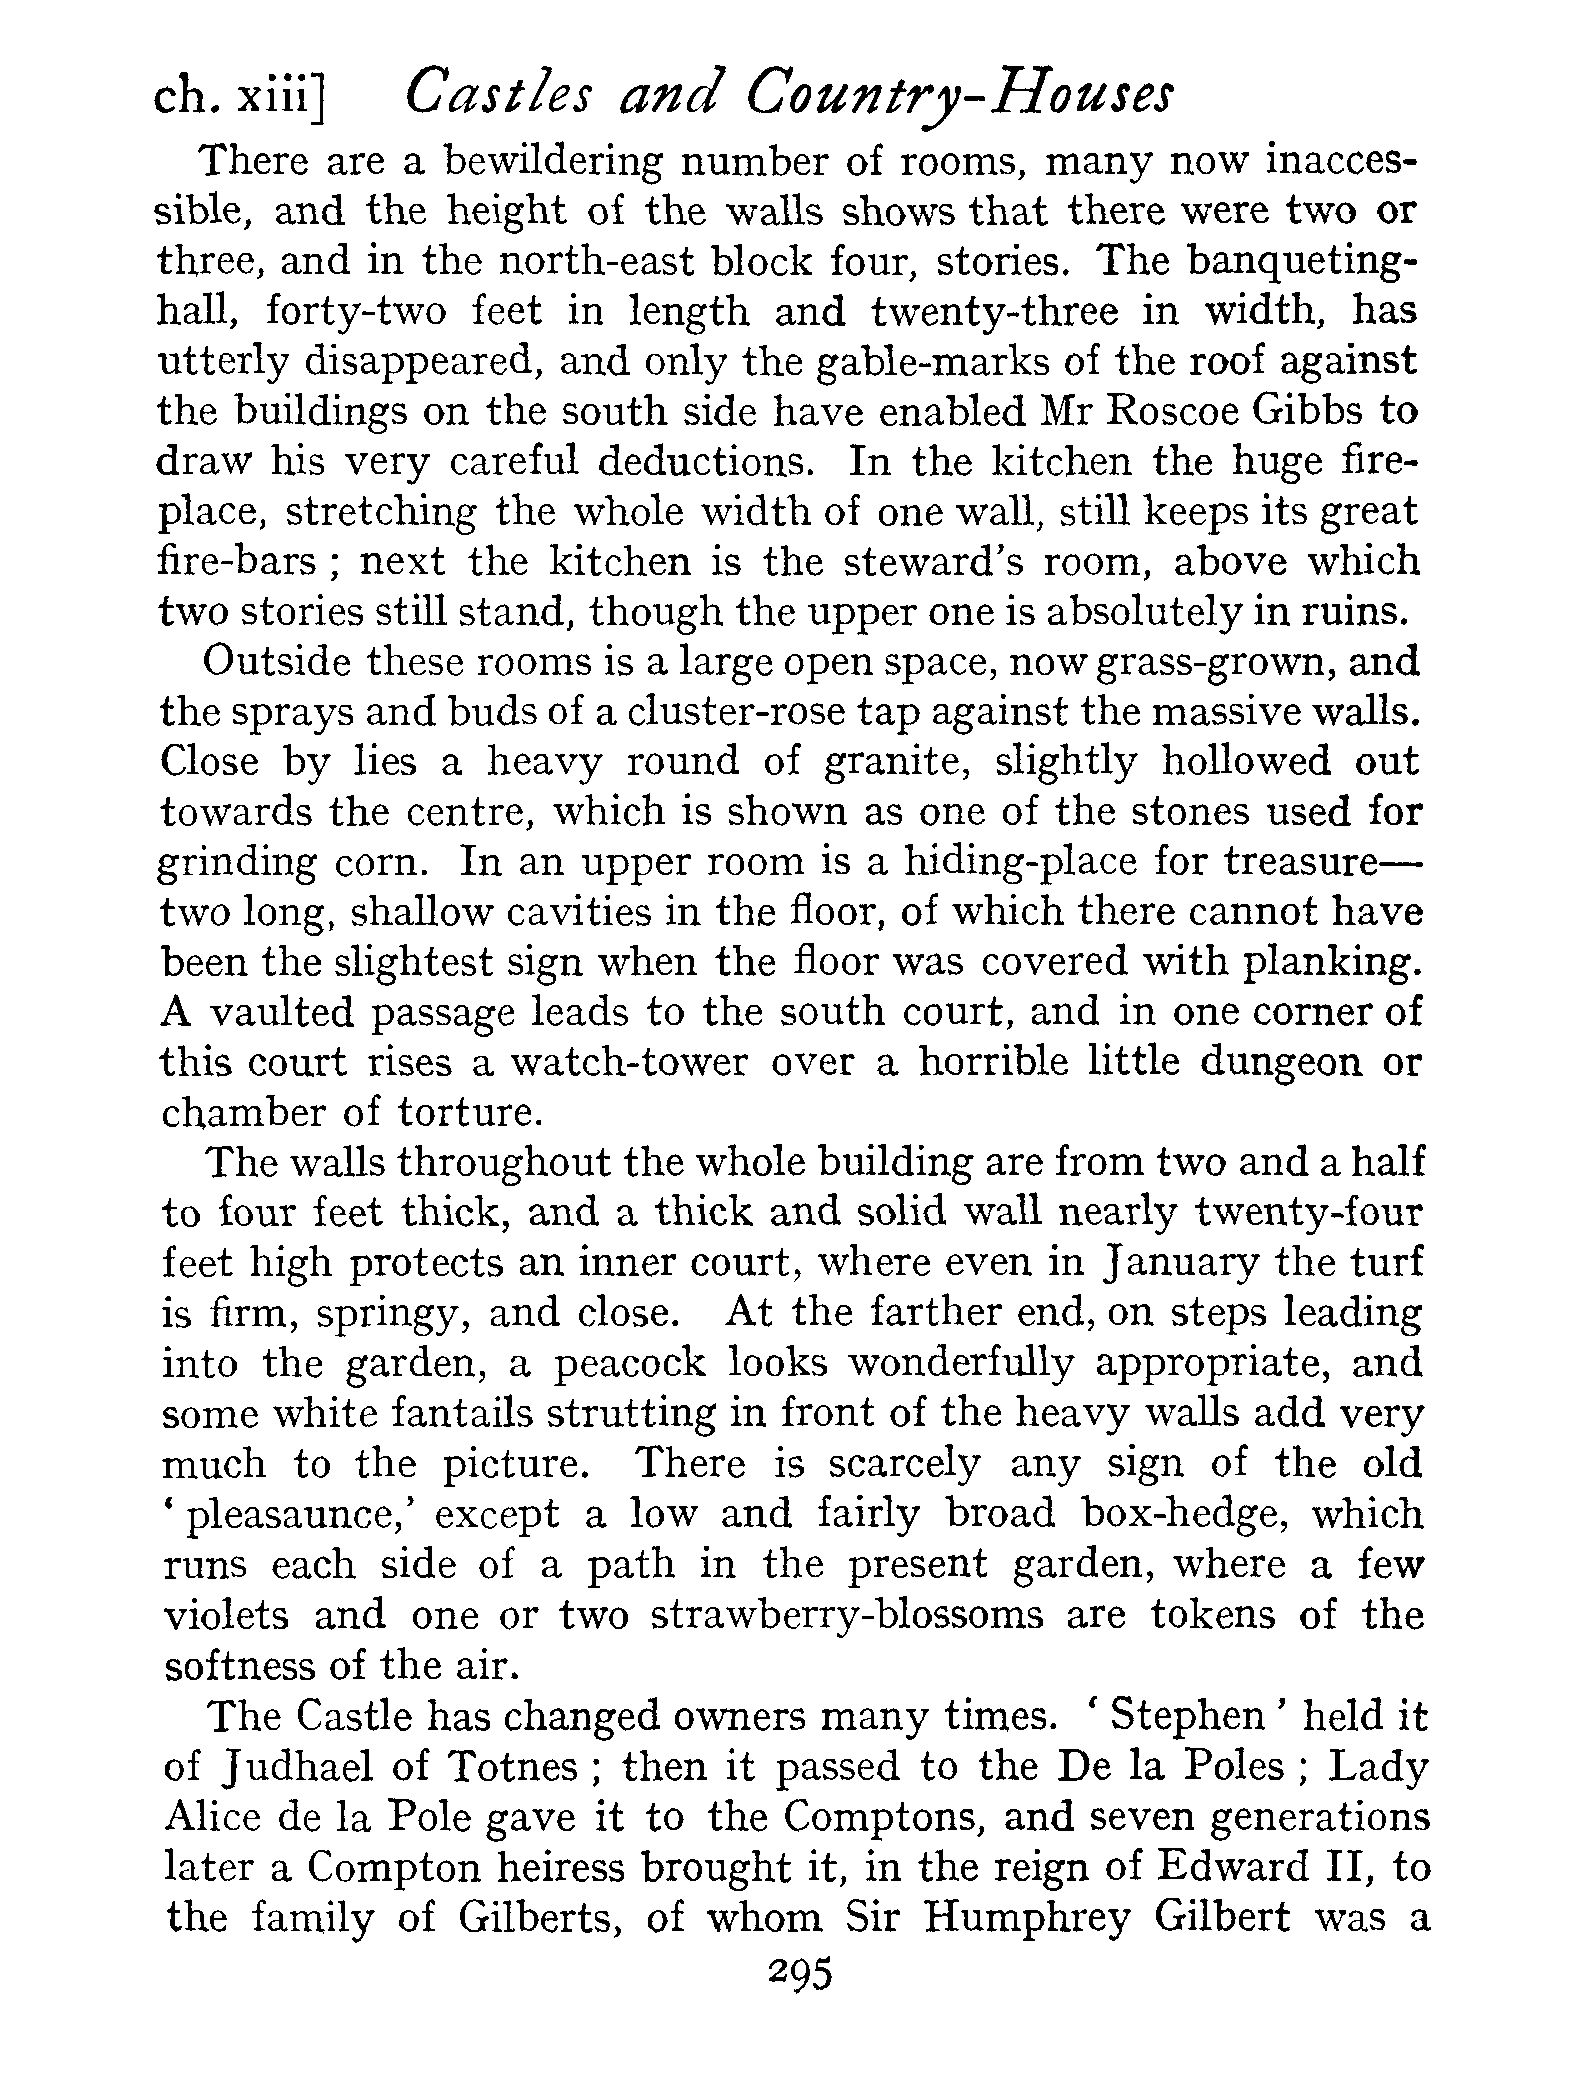 ch. xiii] Castles and Country-Houses
There are a bewildering number of rooms, many now inacces-
sible, and the height of the walls shows that there were two or
three, and in the north-east block four, stories. The banqueting-
hall, forty-two feet in length and twenty-three in width, has
utterly disappeared, and only the gable-marks of the roof against
the buildings on the south side have enabled Mr Roscoe Gibbs to
draw his very careful deductions. In the kitchen the huge fire-
place, stretching the whole width of one wall, still keeps its great
fire-bars ; next the kitchen is the steward's room, above which
two stories still stand, though the upper one is absolutely in ruins.
Outside these rooms is a large open space, now grass-grown, and
the sprays and buds of a cluster-rose tap against the massive walls.
Close by lies a heavy round of granite, slightly hollowed out
towards the centre, which is shown as one of the stones used for
grinding corn. In an upper room is a hiding-place for treasure—
two long, shallow cavities in the floor, of which there cannot have
been the slightest sign when the floor was covered with planking.
A vaulted passage leads to the south court, and in one corner of
this court rises a watch-tower over a horrible little dungeon or
chamber of torture.
The walls throughout the whole building are from two and a half
to four feet thick, and a thick and solid wall nearly twenty-four
feet high protects an inner court, where even in January the turf
is firm, springy, and close. At the farther end, on steps leading
into the garden, a peacock looks wonderfully appropriate, and
some white fantails strutting in front of the heavy walls add very
much to the picture. There is scarcely any sign of the old
‘ pleasaunce,’ except a low and fairly broad box-hedge, which
runs each side of a path in the present garden, where a few
violets and one or two strawberry-blossoms are tokens of the
softness of the air.
The Castle has changed owners many times. ‘ Stephen ’ held it
of Judhael of Totnes ; then it passed to the De la Poles ; Lady
Alice de la Pole gave it to the Comptons, and seven generations
later a Compton heiress brought it, in the reign of Edward II, to
the family of Gilberts, of whom Sir Humphrey Gilbert was a
295